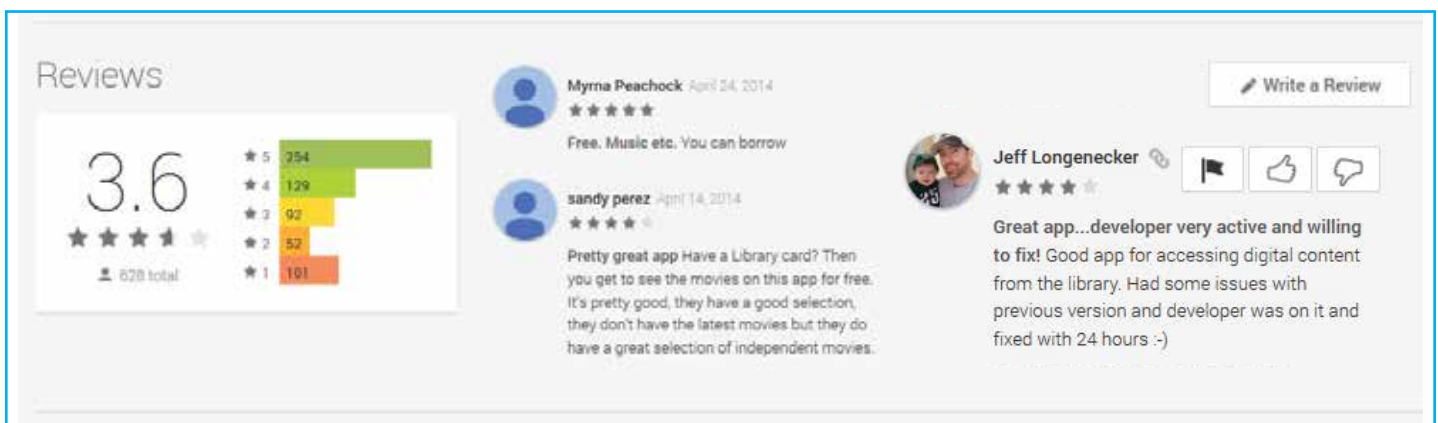 Reviews
3.6
628 total
5 254
4 129
3 92
2 52
1 101
Myrna Peachock April 24, 2014
Free. Music etc. You can borrow
sandy perez April 14, 2014
Pretty great app Have a Library card? Then
you get to see the movies on this app for free.
It's pretty good, they have a good selection,
they don't have the latest movies but they do
have a great selection of independent movies.
Write a Review
Jeff Longenecker
Great app...developer very active and willing
to fix! Good app for accessing digital content
from the library. Had some issues with
previous version and developer was on it and
fixed with 24 hours :-)